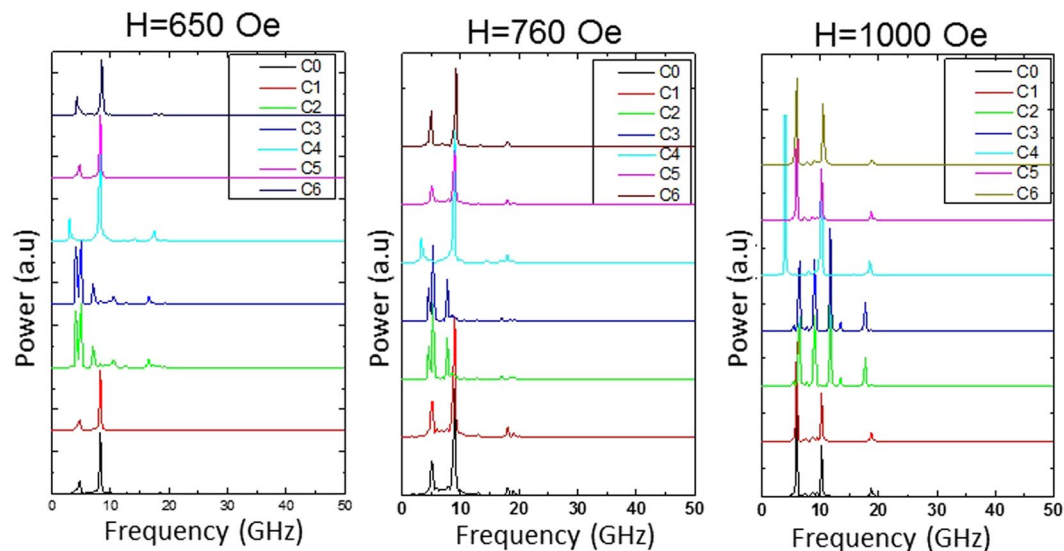 H=650 Oe
H=760 Oe
H=1000 Oe
Power (a.u)
C0
C1
C2
C3
C4
C5
C6
0 10 20 30 40 50
Frequency (GHz)
Power (a.u)
C0
C1
C2
C3
C4
C5
C6
0 10 20 30 40 50
Frequency (GHz)
Power (a.u)
C0
C1
C2
C3
C4
C5
C6
0 10 20 30 40 50
Frequency (GHz)